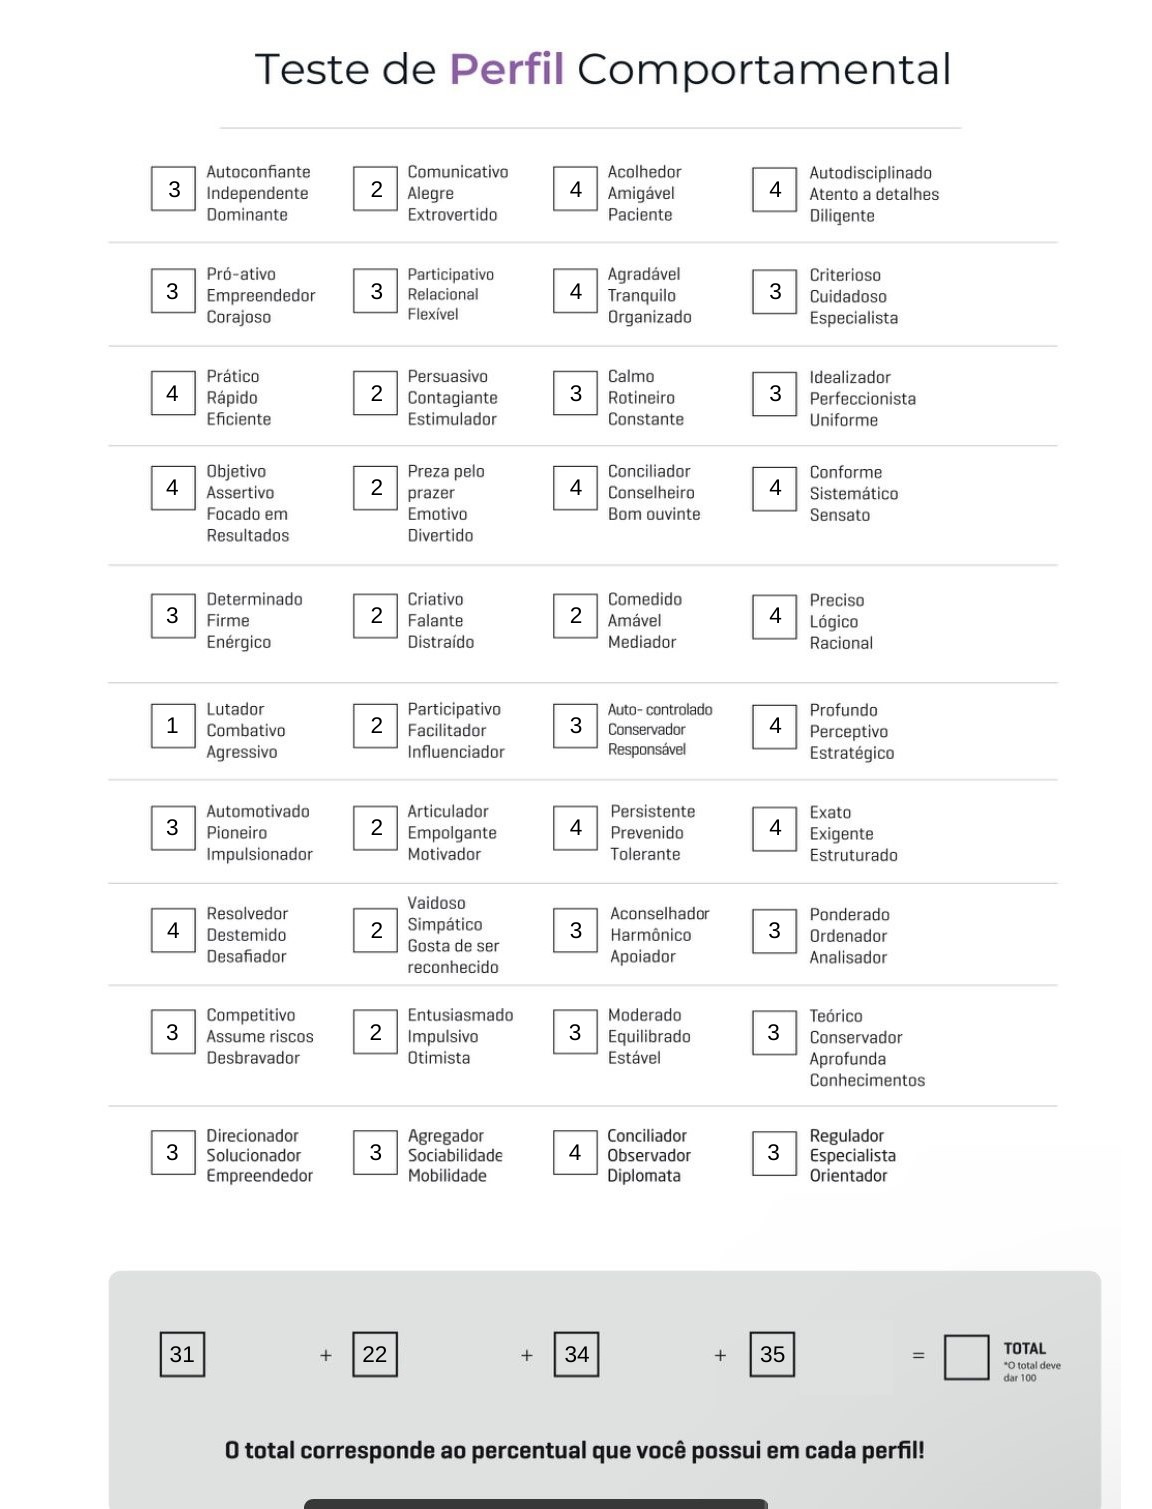 Teste de Perfil Comportamental
3
Autoconfiante
Independente
Dominante
2
Comunicativo
Alegre
Extrovertido
4
Acolhedor
Amigável
Paciente
4
Autodisciplinado
Atento a detalhes
Diligente
3
Pró-ativo
Empreendedor
Corajoso
3
Participativo
Relacional
Flexível
4
Agradável
Tranquilo
Organizado
3
Criterioso
Cuidadoso
Especialista
4
Prático
Rápido
Eficiente
2
Persuasivo
Contagiante
Estimulador
3
Calmo
Rotineiro
Constante
3
Idealizador
Perfeccionista
Uniforme
4
Objetivo
Assertivo
Focado em
Resultados
2
Preza pelo
prazer
Emotivo
Divertido
4
Conciliador
Conselheiro
Bom ouvinte
4
Conforme
Sistemático
Sensato
3
Determinado
Firme
Enérgico
2
Criativo
Falante
Distraído
2
Comedido
Amável
Mediador
4
Preciso
Lógico
Racional
1
Lutador
Combativo
Agressivo
2
Participativo
Facilitador
Influenciador
3
Auto- controlado
Conservador
Responsável
4
Profundo
Perceptivo
Estratégico
3
Automotivado
Pioneiro
Impulsionador
2
Articulador
Empolgante
Motivador
4
Persistente
Prevenido
Tolerante
4
Exato
Exigente
Estruturado
4
Resolvedor
Destemido
Desafiador
2
Vaidoso
Simpático
Gosta de ser
reconhecido
3
Aconselhador
Harmônico
Apoiador
3
Ponderado
Ordenador
Analisador
3
Competitivo
Assume riscos
Desbravador
2
Entusiasmado
Impulsivo
Otimista
3
Moderado
Equilibrado
Estável
3
Teórico
Conservador
Aprofunda
Conhecimentos
3
Direcionador
Solucionador
Empreendedor
3
Agregador
Sociabilidade
Mobilidade
4
Conciliador
Observador
Diplomata
3
Regulador
Especialista
Orientador
31 + 22 + 34 + 35 =
TOTAL
*O total deve
dar 100
O total corresponde ao percentual que você possui em cada perfil!